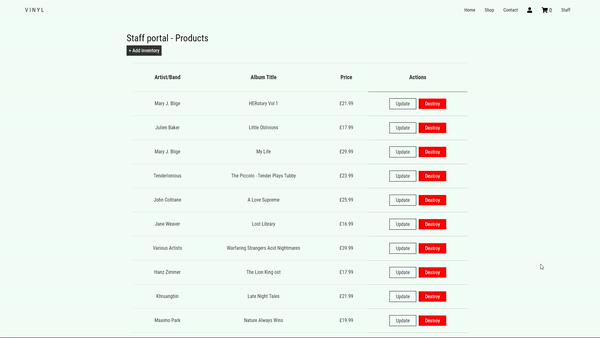 VINYL
Home Shop Contact 0 Staff
Staff portal - Products
+ Add inventory
Artist/Band Album Title Price Actions
Mary J. Blige HERstory Vol 1 £21.99 Update Destroy
Julien Baker Little Oblivions £17.99 Update Destroy
Mary J. Blige My Life £29.99 Update Destroy
Tenderlonious The Piccolo - Tender Plays Tubby £23.99 Update Destroy
John Coltrane A Love Supreme £25.99 Update Destroy
Jane Weaver Lost Library £16.99 Update Destroy
Various Artists Warfaring Strangers Acid Nightmares £39.99 Update Destroy
Hanz Zimmer The Lion King ost £17.99 Update Destroy
Khruangbin Late Night Tales £21.99 Update Destroy
Maximo Park Nature Always Wins £19.99 Update Destroy